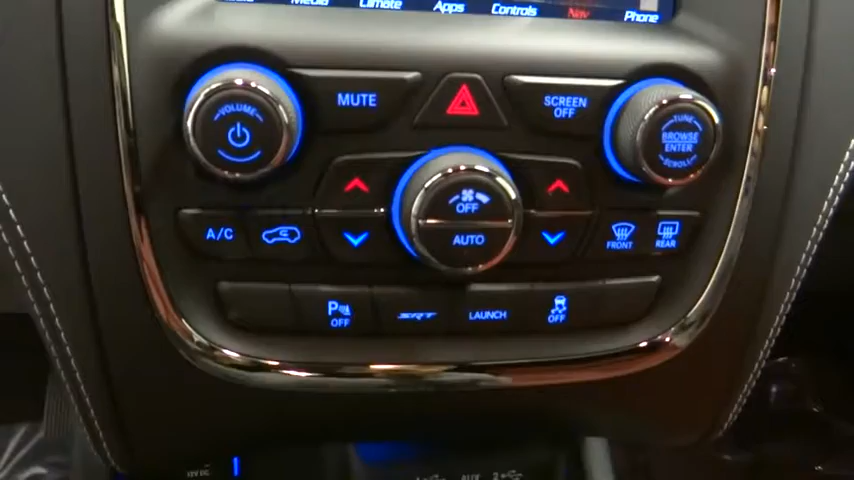 Media Climate Apps Controls Nav Phone
VOLUME
MUTE
SCREEN
OFF
TUNE
BROWSE
ENTER
SCROLL
OFF
AUTO
A/C
FRONT
REAR
P
OFF
SRT
LAUNCH
OFF
AUX